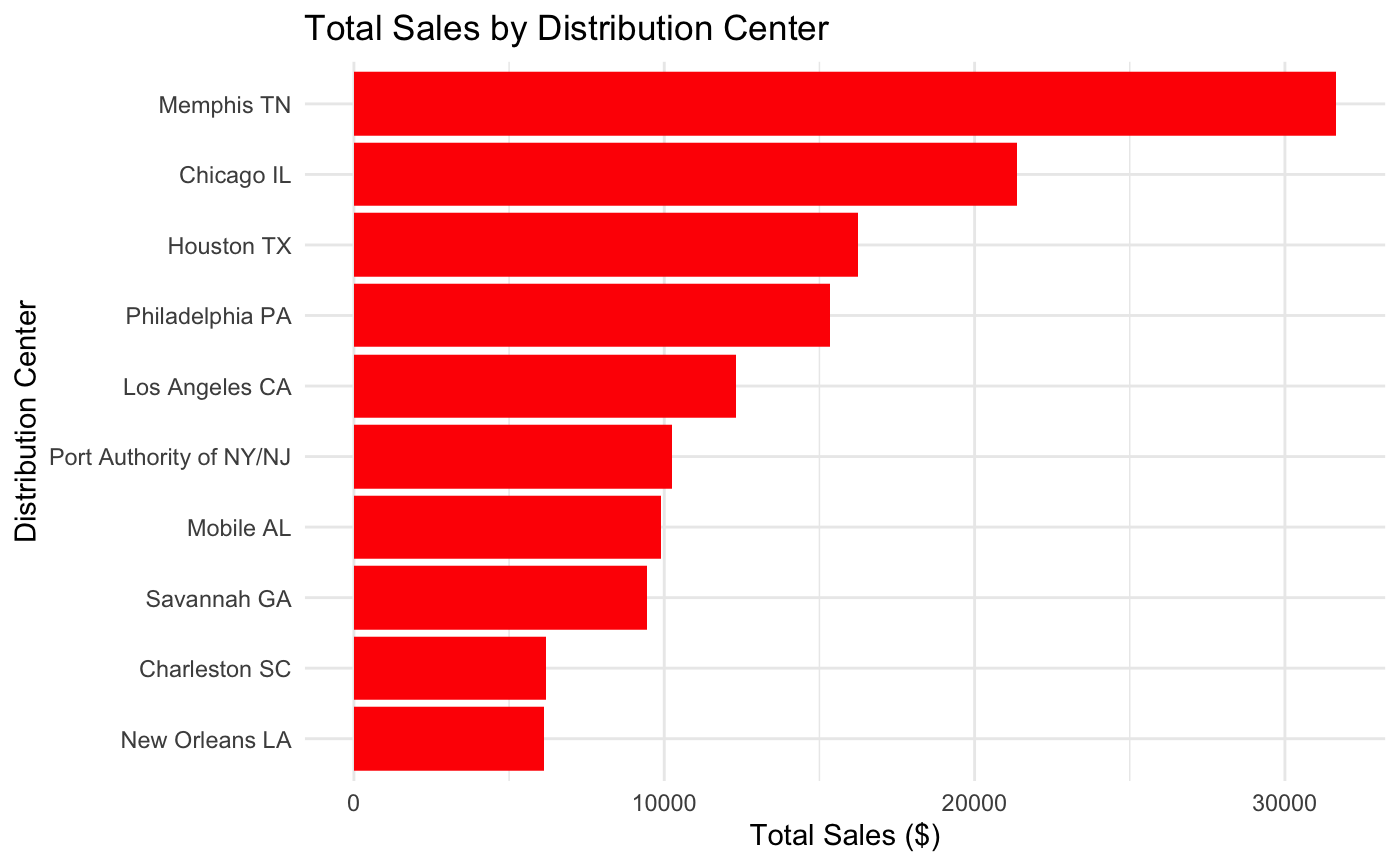 Total Sales by Distribution Center
Memphis TN
Chicago IL
Houston TX
Philadelphia PA
Los Angeles CA
Port Authority of NY/NJ
Mobile AL
Savannah GA
Charleston SC
New Orleans LA
Distribution Center
0 10000 20000 30000
Total Sales ($)